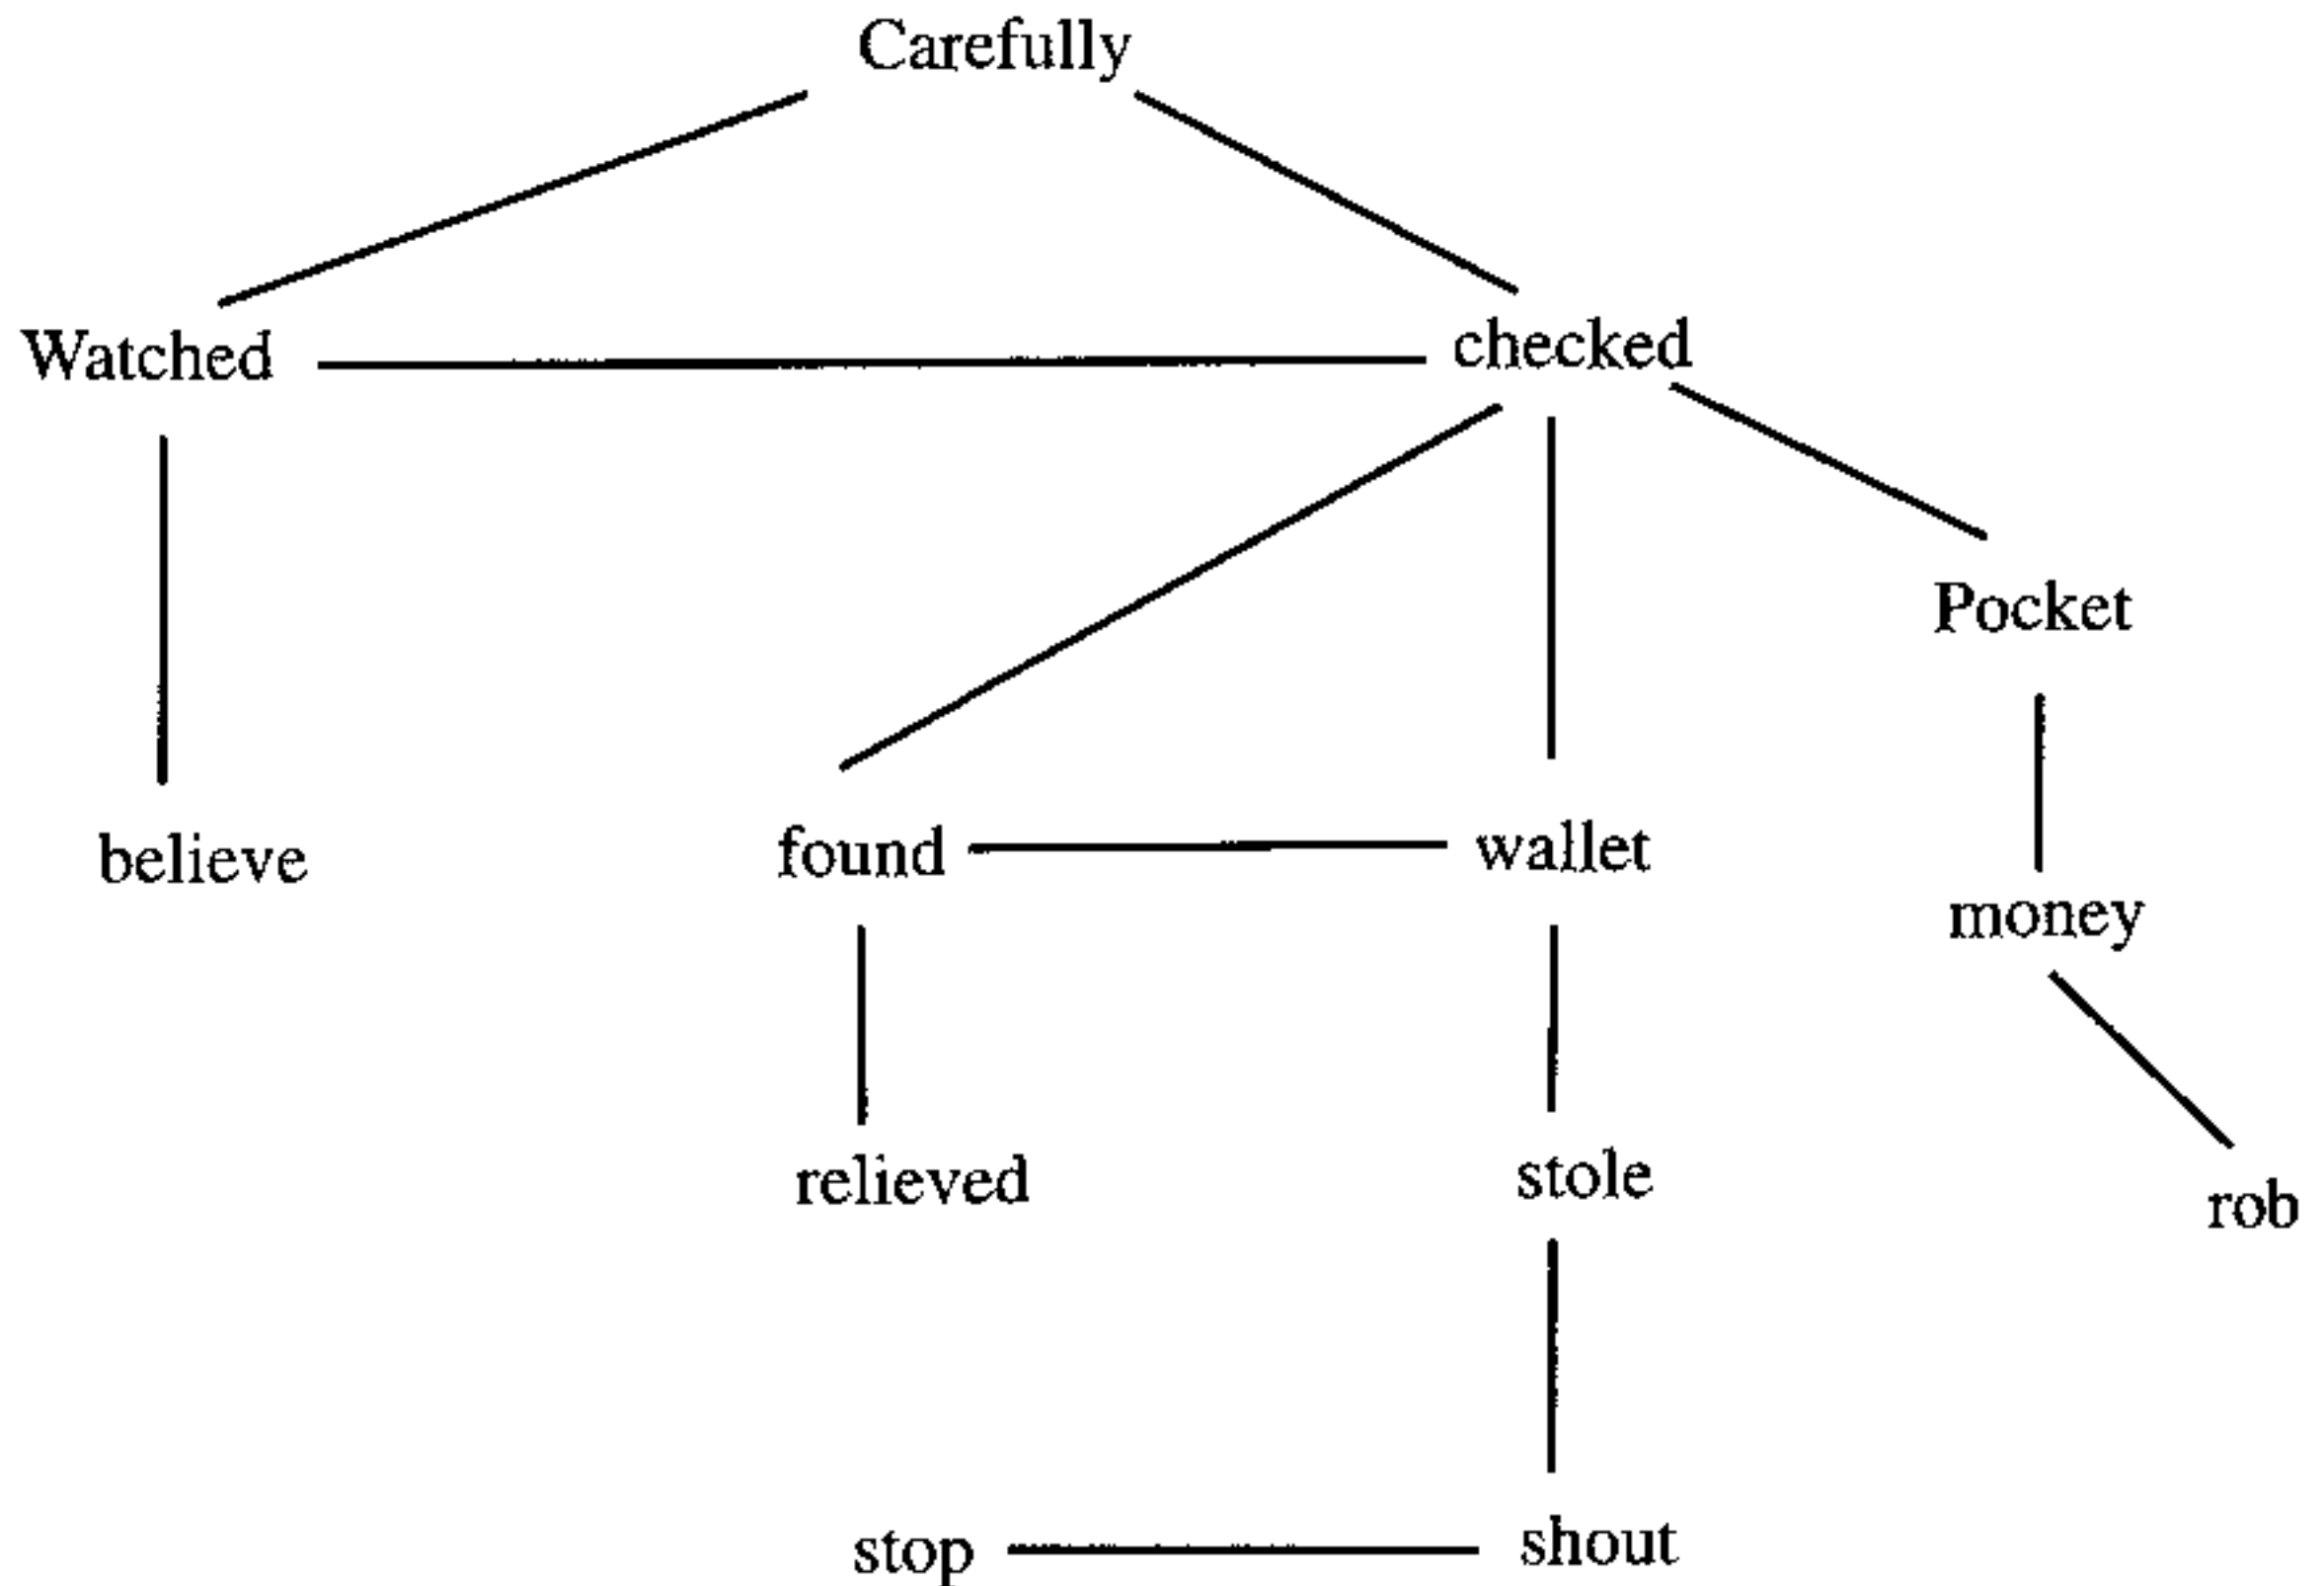 Carefully
Watched checked
Pocket
believe found wallet
money
relieved stole
rob
stop shout